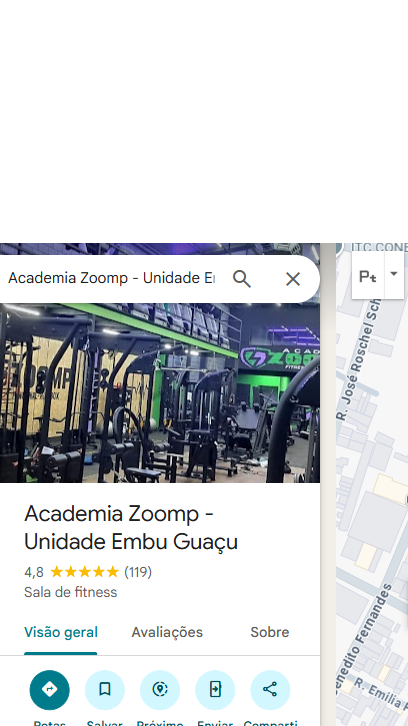 ITC CONE
Academia Zoomp - Unidade E
Pt
R. José Roschel Sch
Academia Zoomp -
Unidade Embu Guaçu
4,8 ★★★★★ (119)
Sala de fitness
Visão geral Avaliações Sobre
Rotas Salvar Próximo Enviar Comparti
enedito Fernandes
R. Emília